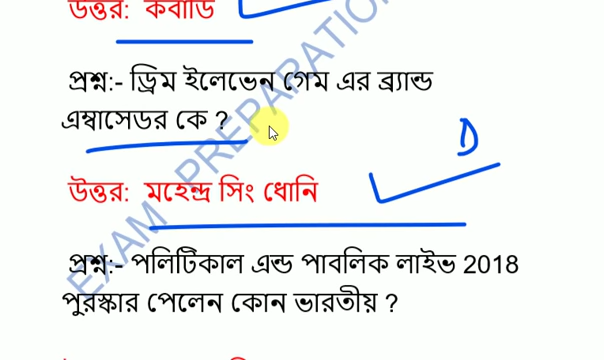 উত্তর: কবাডি
প্রশ্ন:- ড্রিম ইলেভেন গেম এর ব্র্যান্ড
এম্বাসেডর কে ?
D
উত্তর: মহেন্দ্র সিং ধোনি
প্রশ্ন:- পলিটিকাল এন্ড পাবলিক লাইভ 2018
পুরস্কার পেলেন কোন ভারতীয় ?
EXAM PREPARATION